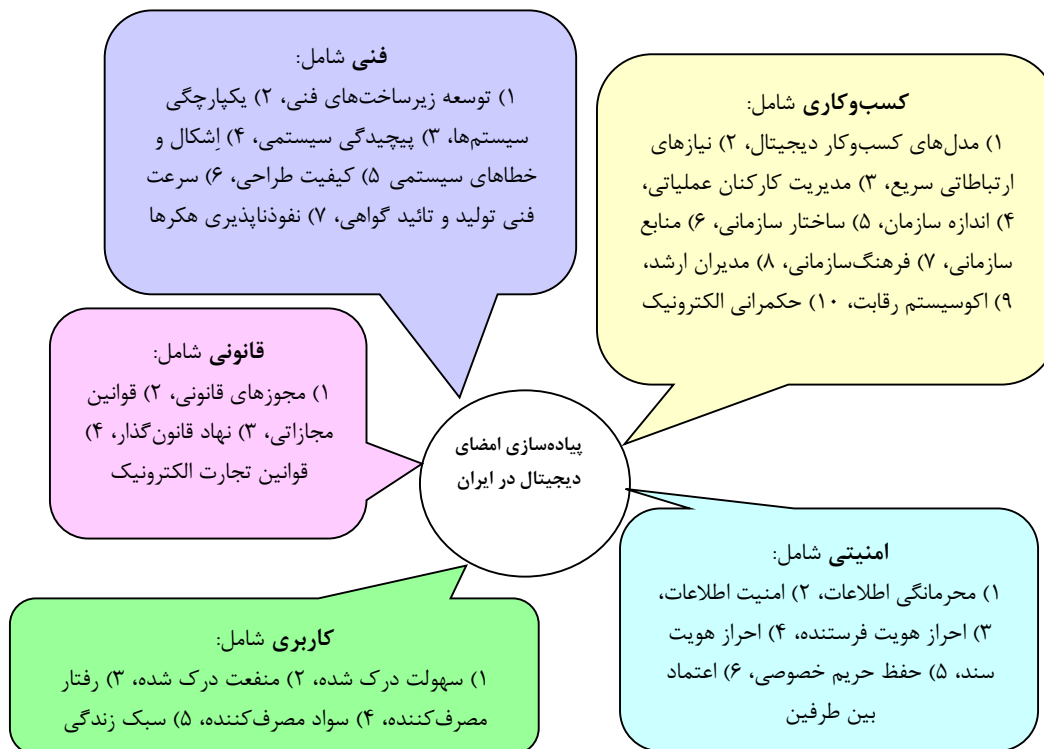 فنی شامل:
۱) توسعه زیرساخت‌های فنی، ۲) یکپارچگی
سیستم‌ها، ۳) پیچیدگی سیستمی، ۴) اِشکال و
خطاهای سیستمی ۵) کیفیت طراحی، ۶) سرعت
فنی تولید و تائید گواهی، ۷) نفوذناپذیری هکرها
کسب‌وکاری شامل:
۱) مدل‌های کسب‌وکار دیجیتال، ۲) نیازهای
ارتباطاتی سریع، ۳) مدیریت کارکنان عملیاتی،
۴) اندازه سازمان، ۵) ساختار سازمانی، ۶) منابع
سازمانی، ۷) فرهنگ‌سازمانی، ۸) مدیران ارشد،
۹) اکوسیستم رقابت، ۱۰) حکمرانی الکترونیک
قانونی شامل:
۱) مجوزهای قانونی، ۲) قوانین
مجازاتی، ۳) نهاد قانون‌گذار، ۴)
قوانین تجارت الکترونیک
پیاده‌سازی امضای
دیجیتال در ایران
امنیتی شامل:
۱) محرمانگی اطلاعات، ۲) امنیت اطلاعات،
۳) احراز هویت فرستنده، ۴) احراز هویت
سند، ۵) حفظ حریم خصوصی، ۶) اعتماد
بین طرفین
کاربری شامل:
۱) سهولت درک شده، ۲) منفعت درک شده، ۳) رفتار
مصرف‌کننده، ۴) سواد مصرف‌کننده، ۵) سبک زندگی